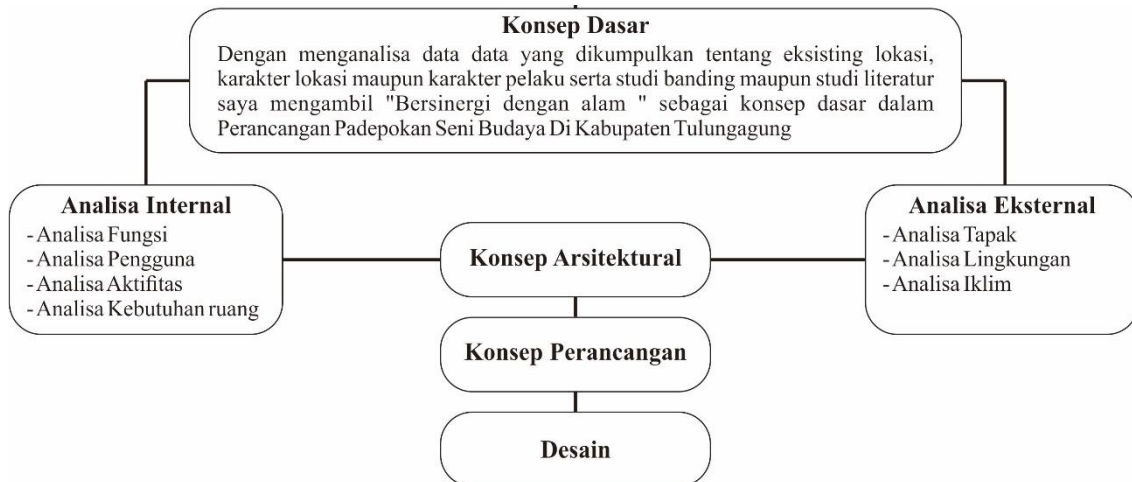 Konsep Dasar
Dengan menganalisa data data yang dikumpulkan tentang eksisting lokasi,
karakter lokasi maupun karakter pelaku serta studi banding maupun studi literatur
saya mengambil "Bersinergi dengan alam " sebagai konsep dasar dalam
Perancangan Padepokan Seni Budaya Di Kabupaten Tulungagung
Analisa Internal
- Analisa Fungsi
- Analisa Pengguna
- Analisa Aktifitas
- Analisa Kebutuhan ruang
Konsep Arsitektural
Analisa Eksternal
- Analisa Tapak
- Analisa Lingkungan
- Analisa Iklim
Konsep Perancangan
Desain